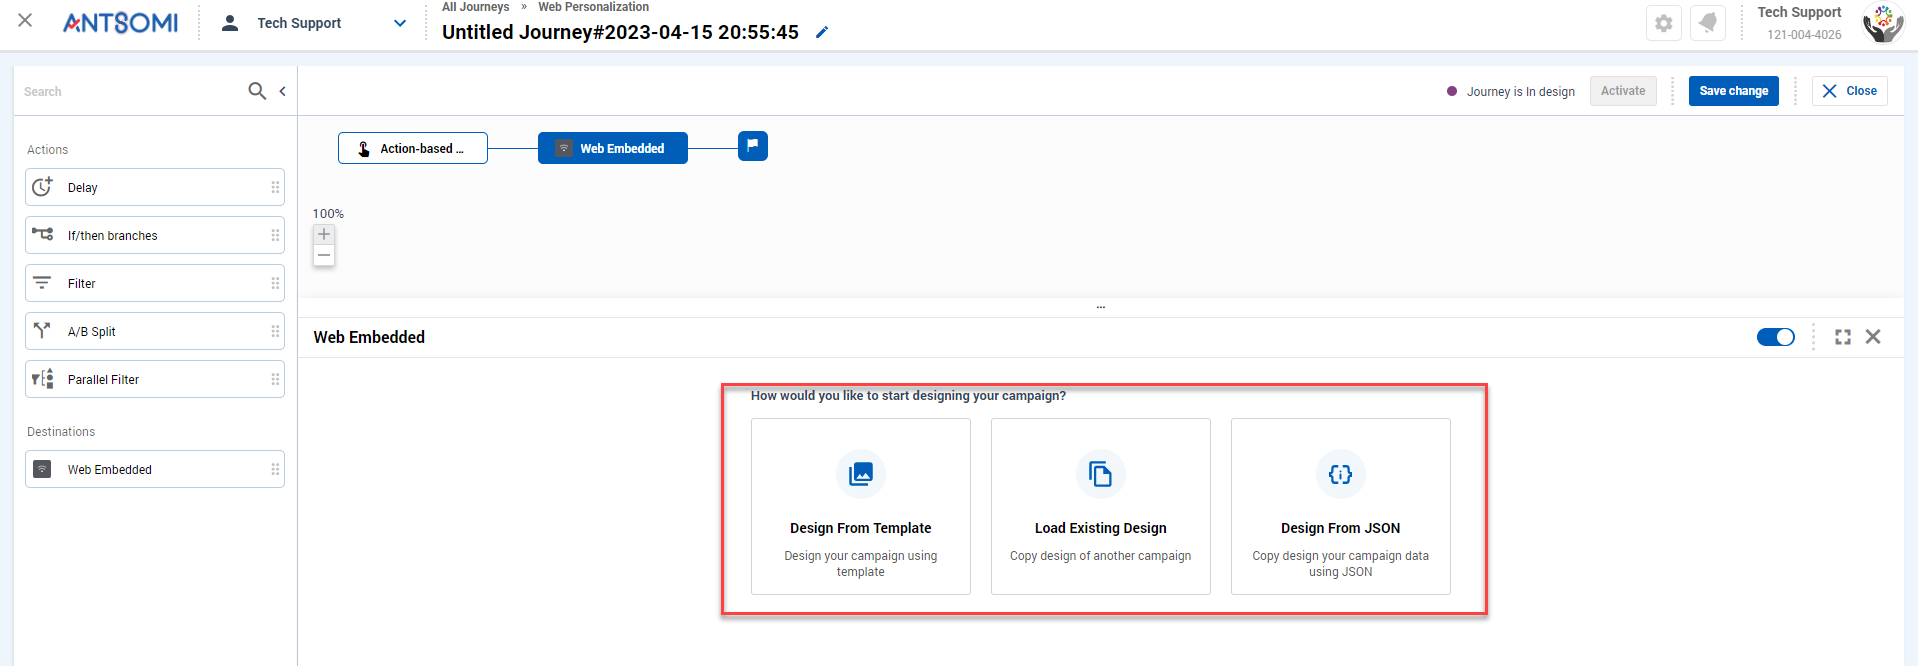 ANTSOMI
Tech Support
All Journeys » Web Personalization
Untitled Journey#2023-04-15 20:55:45
Tech Support
121-004-4026
Search
Journey is In design
Activate
Save change
Close
Actions
Delay
If/then branches
Filter
A/B Split
Parallel Filter
Destinations
Web Embedded
Action-based ...
Web Embedded
100%
...
Web Embedded
How would you like to start designing your campaign?
Design From Template
Design your campaign using
template
Load Existing Design
Copy design of another campaign
Design From JSON
Copy design your campaign data
using JSON